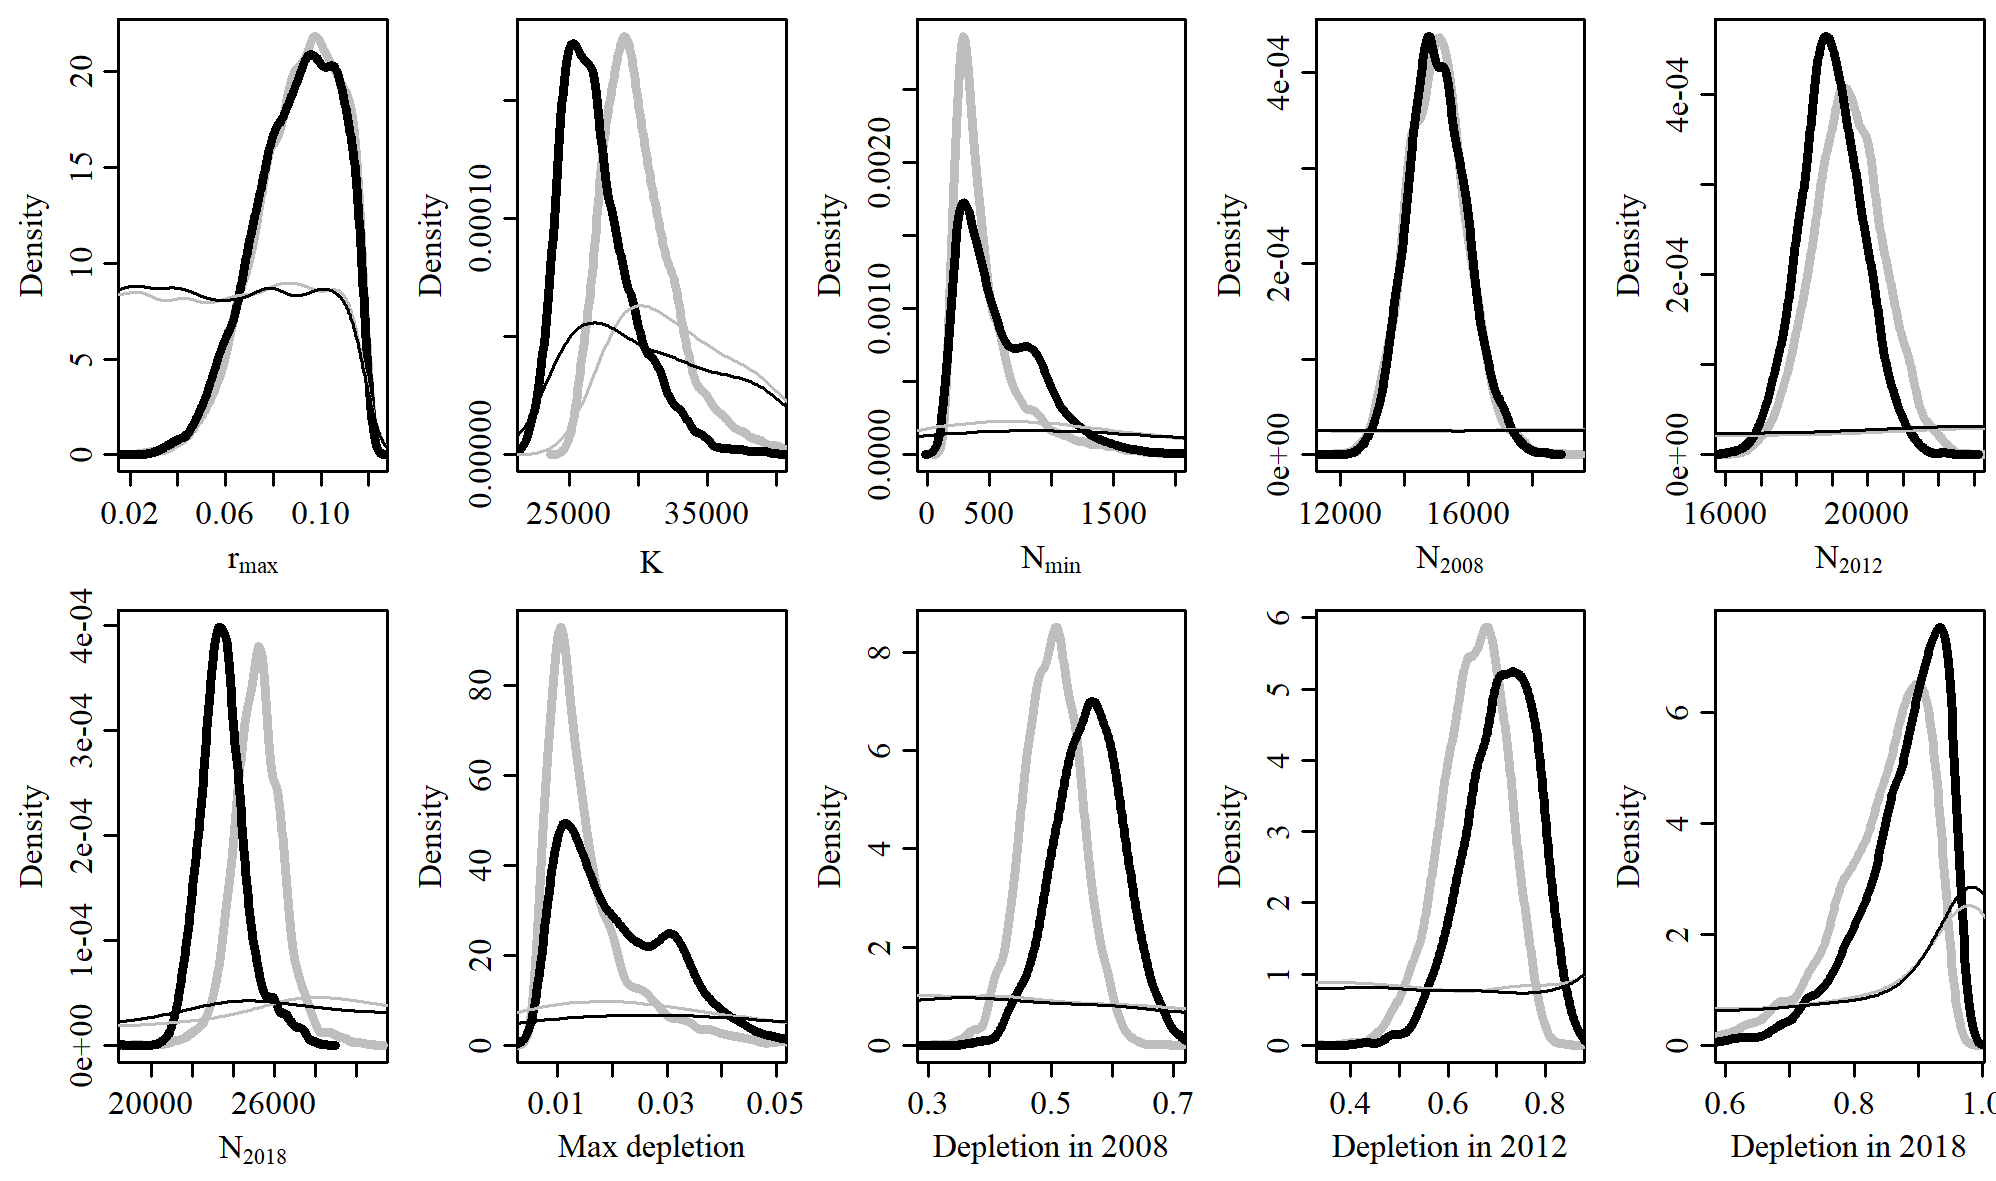 Density
0 5 10 15 20
0.02 0.06 0.10
rmax
Density
0.00000 0.00010
25000 35000
K
Density
0.0000 0.0010 0.0020
0 500 1500
Nmin
Density
0e+00 2e-04 4e-04
12000 16000
N2008
Density
0e+00 2e-04 4e-04
16000 20000
N2012
Density
0e+00 1e-04 2e-04 3e-04 4e-04
20000 26000
N2018
Density
0 20 40 60 80
0.01 0.03 0.05
Max depletion
Density
0 2 4 6 8
0.3 0.5 0.7
Depletion in 2008
Density
0 1 2 3 4 5 6
0.4 0.6 0.8
Depletion in 2012
Density
0 2 4 6
0.6 0.8 1.0
Depletion in 2018